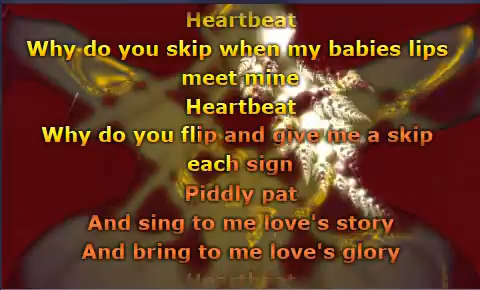 Heartbeat
Why do you skip when my babies lips
meet mine
Heartbeat
Why do you flip and give me a skip
each sign
Piddly pat
And sing to me love's story
And bring to me love's glory
Heartbeat